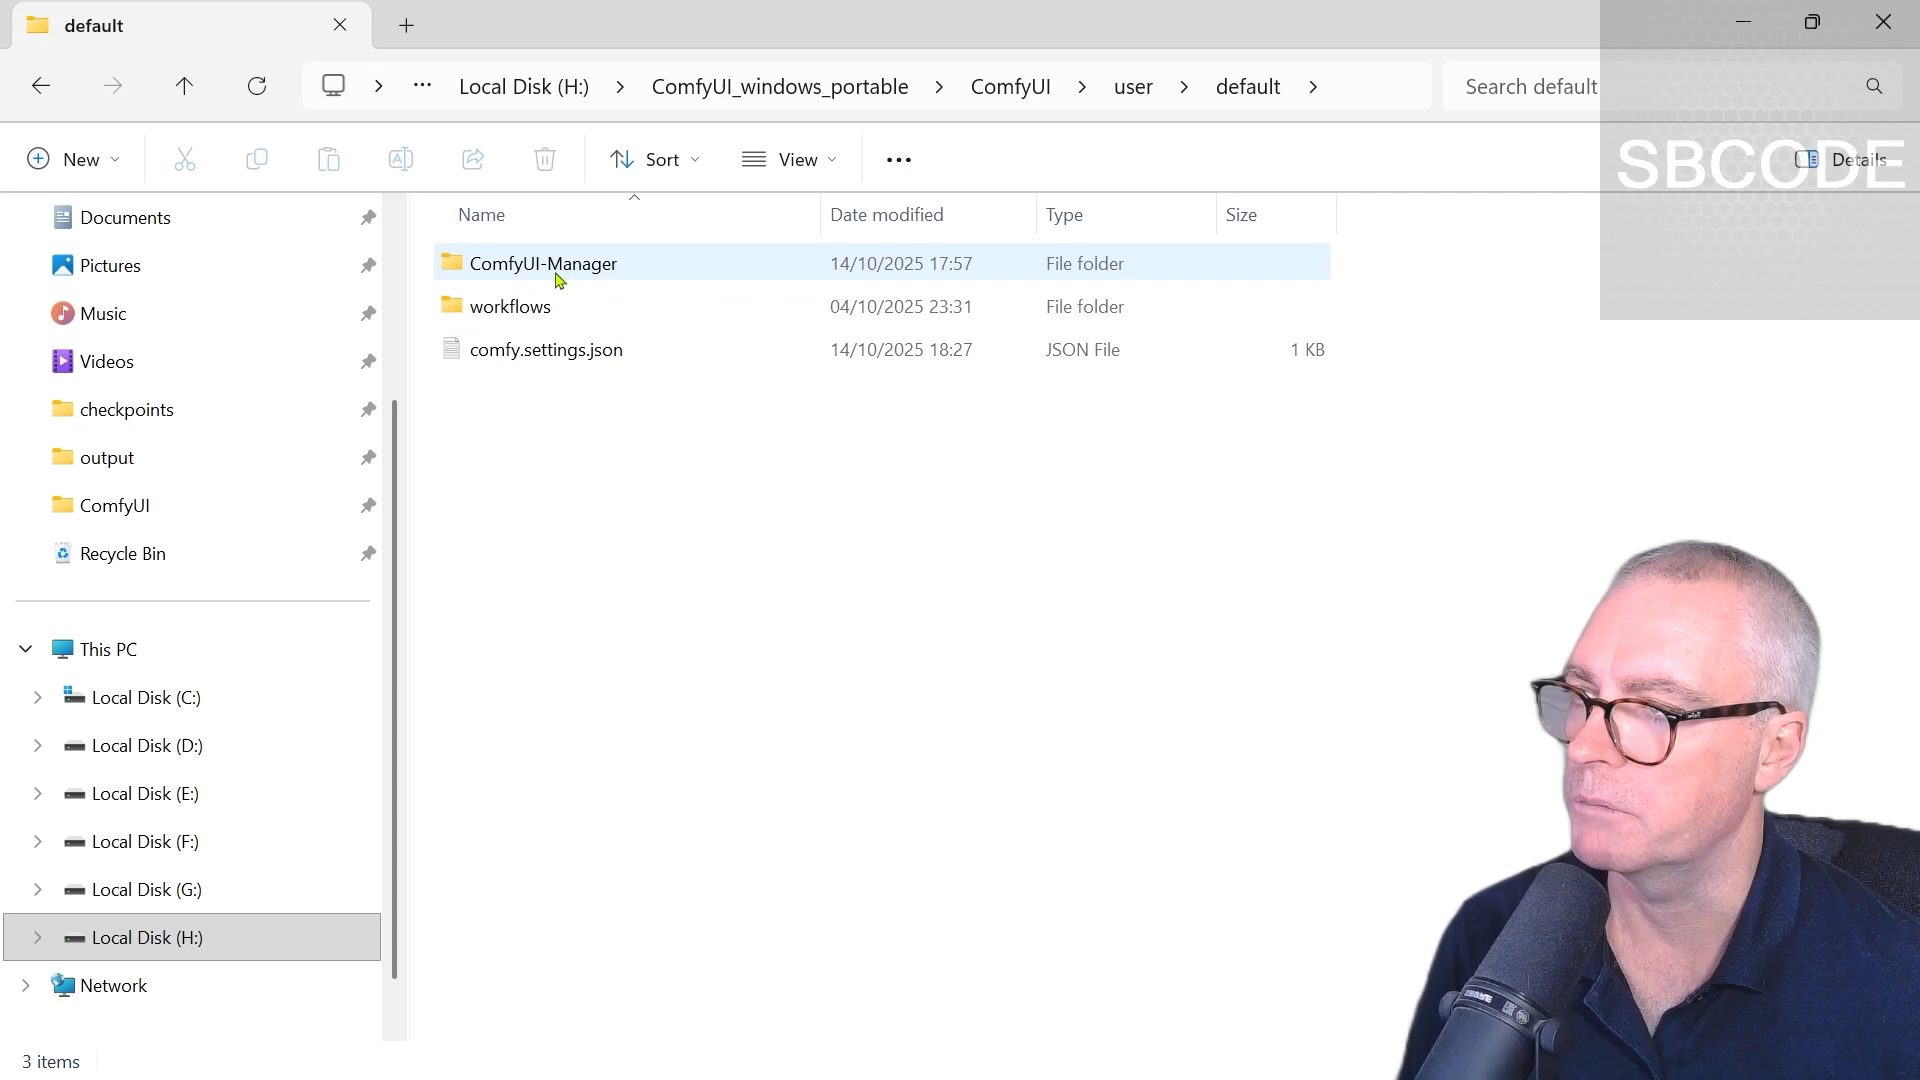 default
Local Disk (H:)
ComfyUI_windows_portable
ComfyUI
user
default
Search default
New
Sort
View
Details
SBCODE
Name
Date modified
Type
Size
ComfyUI-Manager 14/10/2025 17:57 File folder
workflows 04/10/2025 23:31 File folder
comfy.settings.json 14/10/2025 18:27 JSON File 1 KB
Documents
Pictures
Music
Videos
checkpoints
output
ComfyUI
Recycle Bin
This PC
Local Disk (C:)
Local Disk (D:)
Local Disk (E:)
Local Disk (F:)
Local Disk (G:)
Local Disk (H:)
Network
3 items